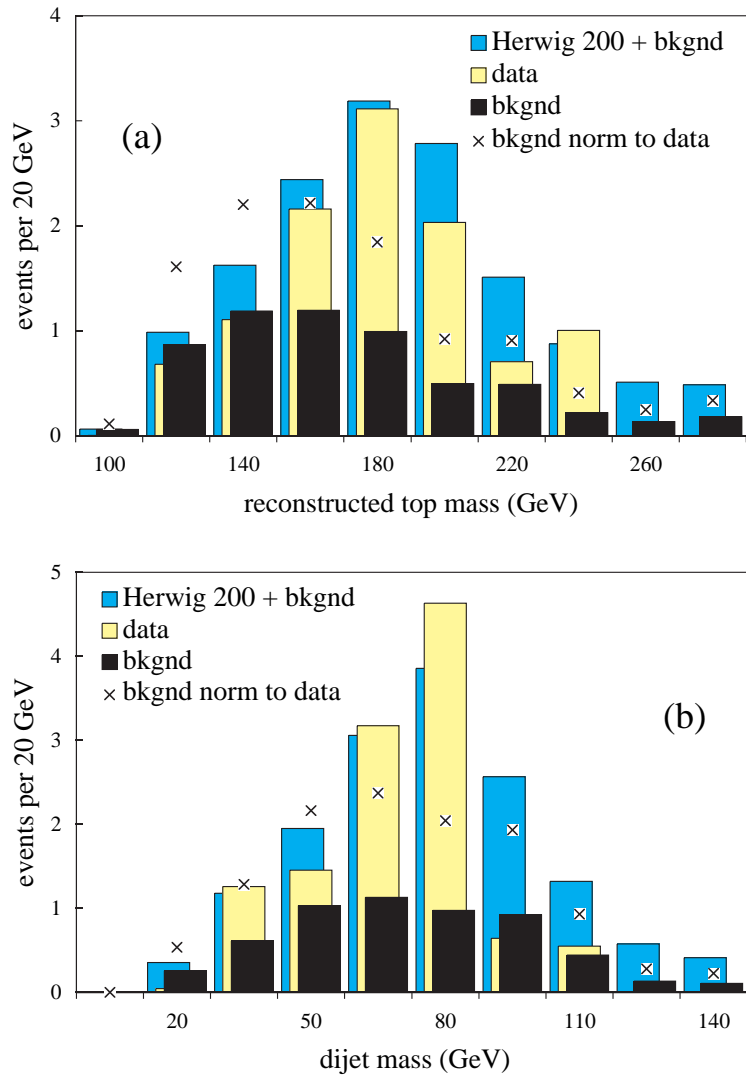 Herwig 200 + bkgnd
data
bkgnd
× bkgnd norm to data
(a)
events per 20 GeV
4
3
2
1
0
100 140 180 220 260
reconstructed top mass (GeV)
Herwig 200 + bkgnd
data
bkgnd
× bkgnd norm to data
(b)
events per 20 GeV
5
4
3
2
1
0
20 50 80 110 140
dijet mass (GeV)